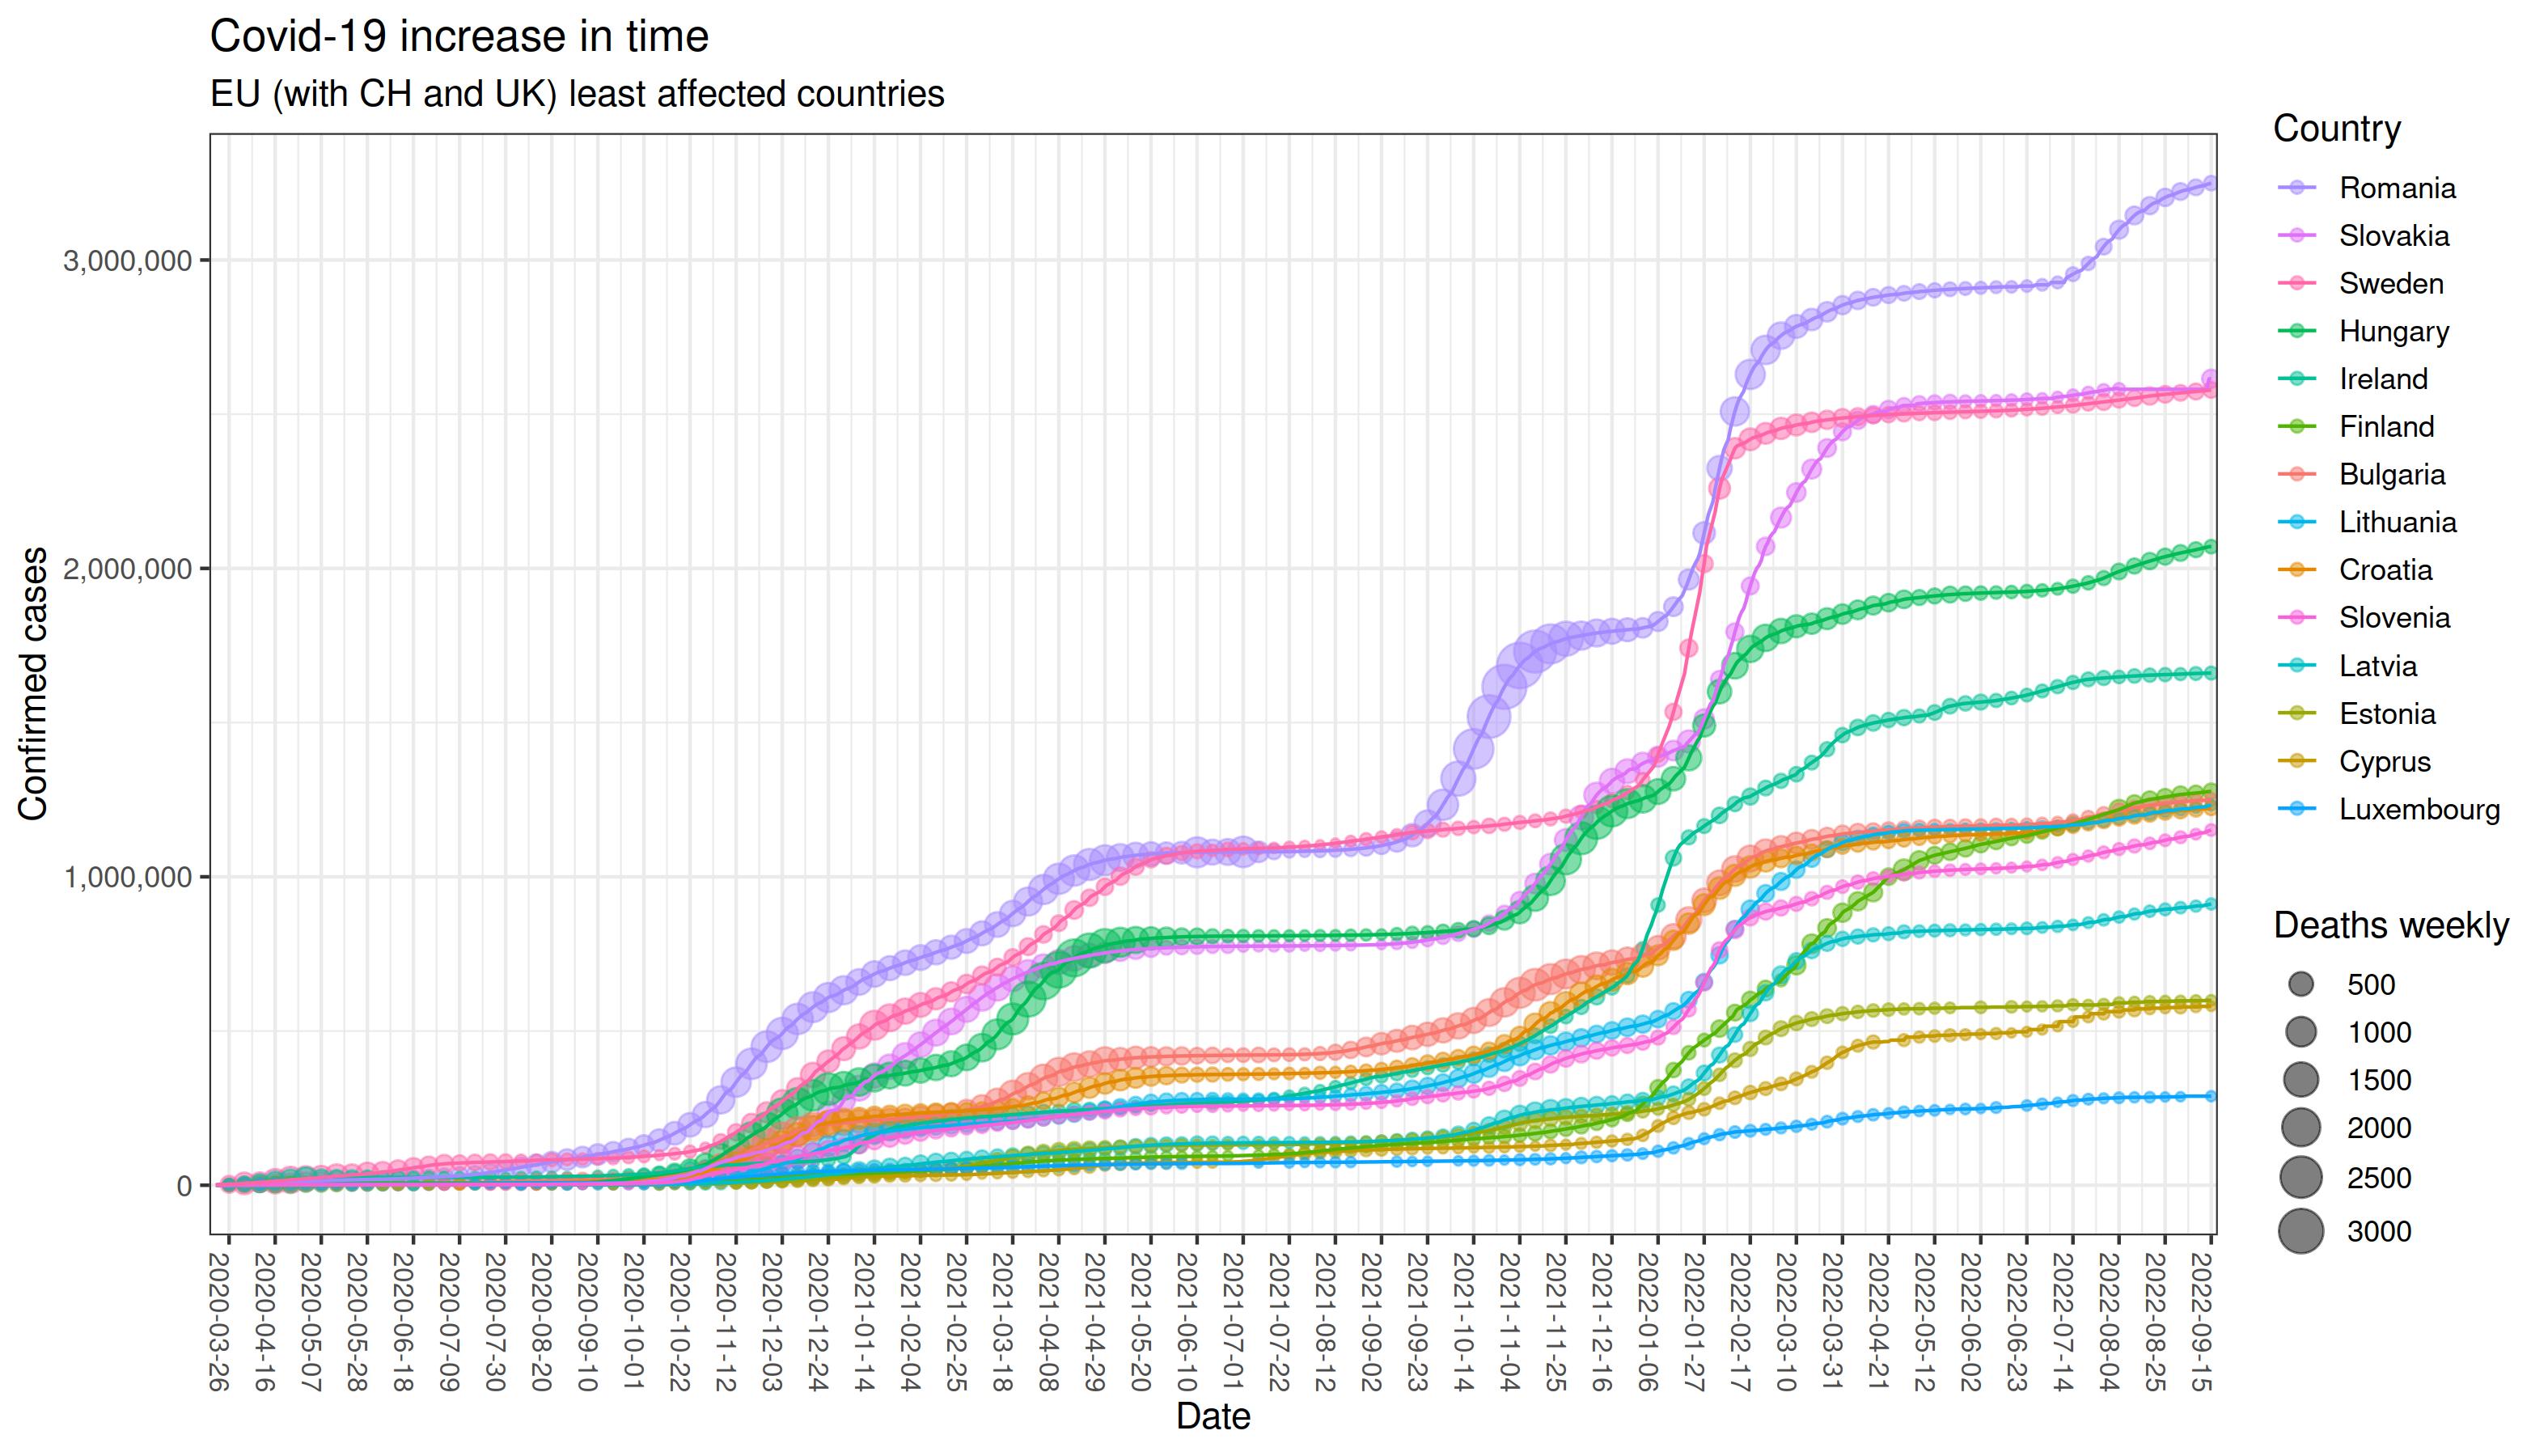 Covid-19 increase in time
EU (with CH and UK) least affected countries
Confirmed cases
3,000,000
2,000,000
1,000,000
0
2020-03-26
2020-04-16
2020-05-07
2020-05-28
2020-06-18
2020-07-09
2020-07-30
2020-08-20
2020-09-10
2020-10-01
2020-10-22
2020-11-12
2020-12-03
2020-12-24
2021-01-14
2021-02-04
2021-02-25
2021-03-18
2021-04-08
2021-04-29
2021-05-20
2021-06-10
2021-07-01
2021-07-22
2021-08-12
2021-09-02
2021-09-23
2021-10-14
2021-11-04
2021-11-25
2021-12-16
2022-01-06
2022-01-27
2022-02-17
2022-03-10
2022-03-31
2022-04-21
2022-05-12
2022-06-02
2022-06-23
2022-07-14
2022-08-04
2022-08-25
2022-09-15
Date
Country
Romania
Slovakia
Sweden
Hungary
Ireland
Finland
Bulgaria
Lithuania
Croatia
Slovenia
Latvia
Estonia
Cyprus
Luxembourg
Deaths weekly
500
1000
1500
2000
2500
3000